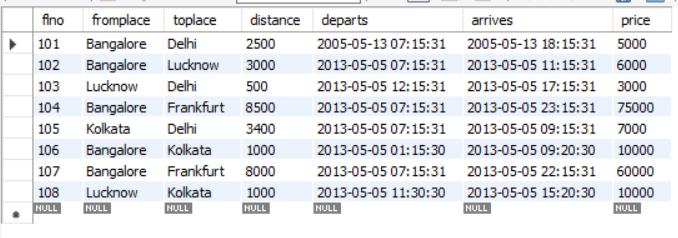 flno fromplace toplace distance departs arrives price
101 Bangalore Delhi 2500 2005-05-13 07:15:31 2005-05-13 18:15:31 5000
102 Bangalore Lucknow 3000 2013-05-05 07:15:31 2013-05-05 11:15:31 6000
103 Lucknow Delhi 500 2013-05-05 12:15:31 2013-05-05 17:15:31 3000
104 Bangalore Frankfurt 8500 2013-05-05 07:15:31 2013-05-05 23:15:31 75000
105 Kolkata Delhi 3400 2013-05-05 07:15:31 2013-05-05 09:15:31 7000
106 Bangalore Kolkata 1000 2013-05-05 01:15:30 2013-05-05 09:20:30 10000
107 Bangalore Frankfurt 8000 2013-05-05 07:15:31 2013-05-05 22:15:31 60000
108 Lucknow Kolkata 1000 2013-05-05 11:30:30 2013-05-05 15:20:30 10000
NULL NULL NULL NULL NULL NULL NULL